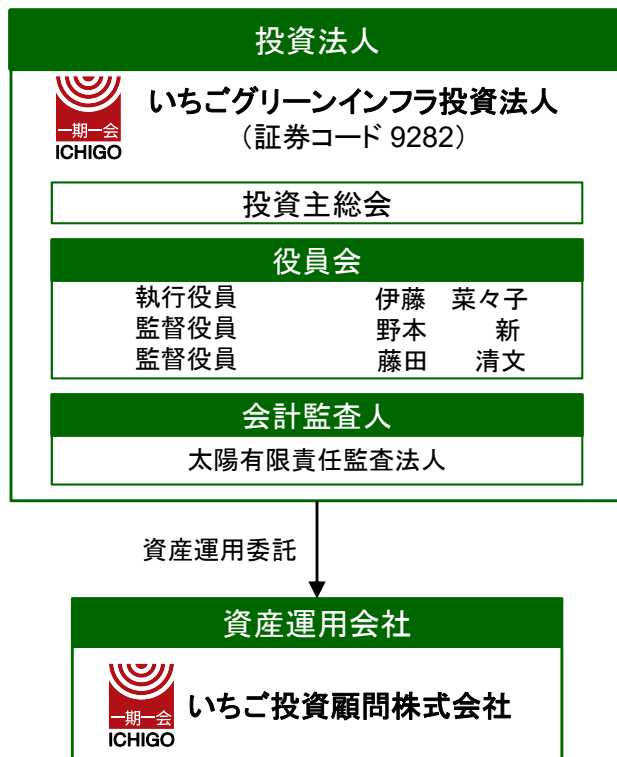 投資法人
一期一会
ICHIGO
いちごグリーンインフラ投資法人
（証券コード 9282）
投資主総会
役員会
執行役員 伊藤 菜々子
監督役員 野本 新
監督役員 藤田 清文
会計監査人
太陽有限責任監査法人
資産運用委託
資産運用会社
一期一会
ICHIGO
いちご投資顧問株式会社